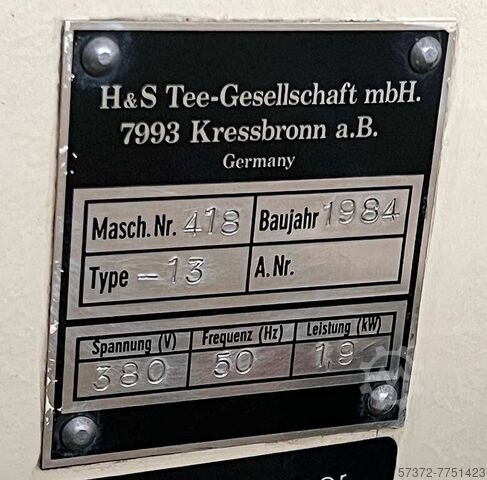 H&S Tee-Gesellschaft mbH.
7993 Kressbronn a.B.
Germany
Masch.Nr. 418 Baujahr 1984
Type -13 A.Nr.
Spannung (V) Frequenz (Hz) Leistung (kW)
380 50 1,9
57372-7751423